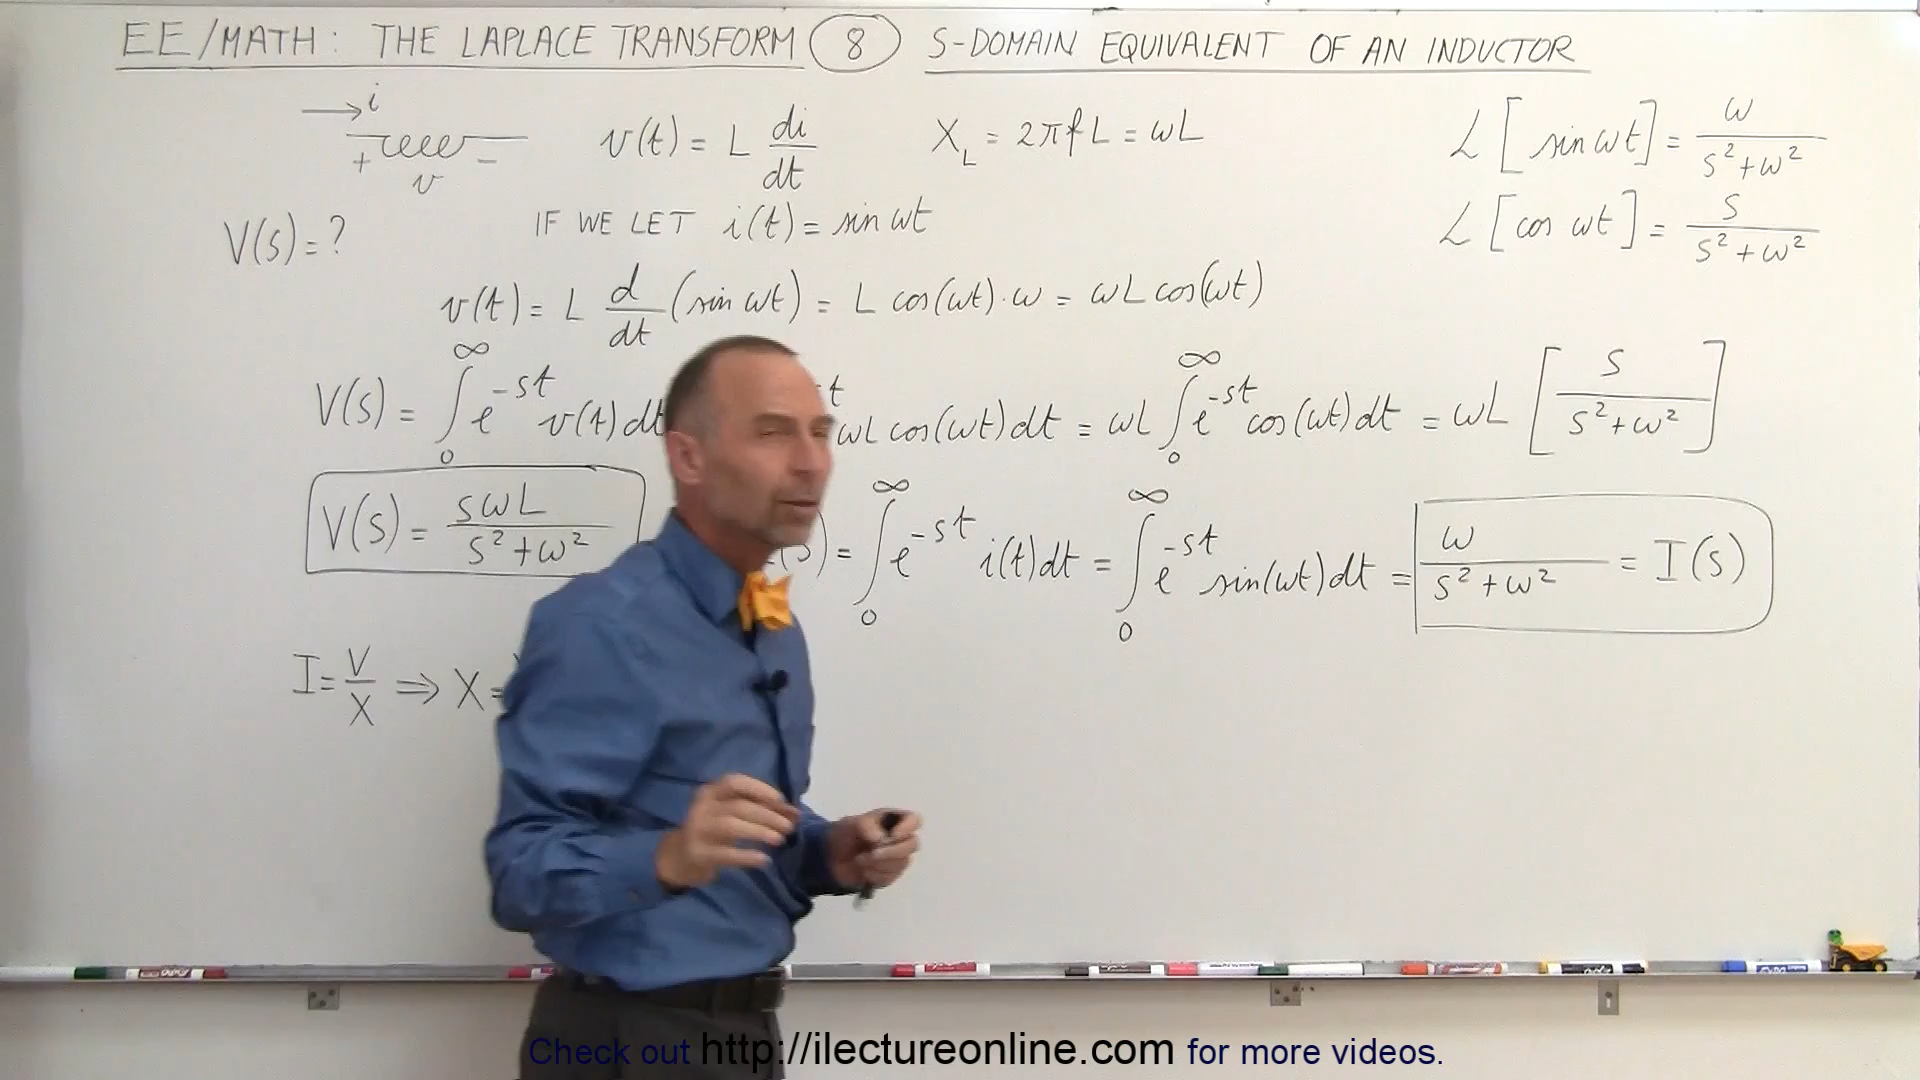 EE/MATH: THE LAPLACE TRANSFORM 8 S-DOMAIN EQUIVALENT OF AN INDUCTOR
i
+ −
v
v(t) = L di/dt
X_L = 2πfL = ωL
L[sin ωt] = ω/(s²+ω²)
V(s) = ?
IF WE LET i(t) = sin ωt
L[cos ωt] = s/(s²+ω²)
v(t) = L d/dt (sin ωt) = L cos(ωt)·ω = ωL cos(ωt)
V(s) = ∫₀^∞ e^-st v(t)dt t ωL cos(ωt)dt = ωL ∫₀^∞ e^-st cos(ωt)dt = ωL [s/(s²+ω²)]
V(s) = sωL/(s²+ω²)
(s) = ∫₀^∞ e^-st i(t)dt = ∫₀^∞ e^-st sin(ωt)dt = ω/(s²+ω²) = I(s)
I = V/X ⇒ X =
Check out http://ilectureonline.com for more videos.